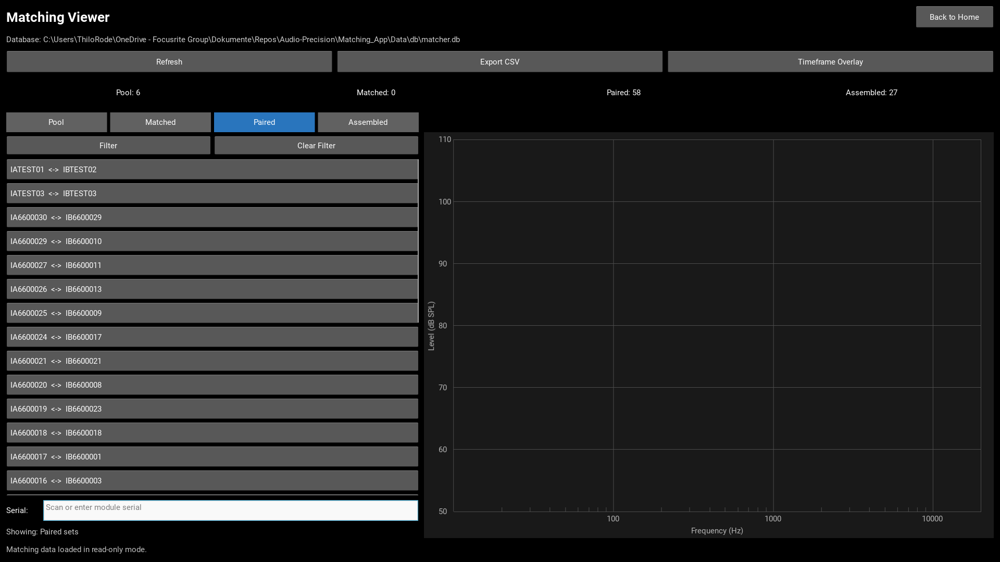 Matching Viewer
Back to Home
Database: C:\Users\ThiloRode\OneDrive - Focusrite Group\Dokumente\Repos\Audio-Precision\Matching_App\Data\db\matcher.db
Refresh
Export CSV
Timeframe Overlay
Pool: 6
Matched: 0
Paired: 58
Assembled: 27
Pool
Matched
Paired
Assembled
Filter
Clear Filter
IATEST01 <-> IBTEST02
IATEST03 <-> IBTEST03
IA6600030 <-> IB6600029
IA6600029 <-> IB6600010
IA6600027 <-> IB6600011
IA6600026 <-> IB6600013
IA6600025 <-> IB6600009
IA6600024 <-> IB6600017
IA6600021 <-> IB6600021
IA6600020 <-> IB6600008
IA6600019 <-> IB6600023
IA6600018 <-> IB6600018
IA6600017 <-> IB6600001
IA6600016 <-> IB6600003
Serial:
Scan or enter module serial
Showing: Paired sets
Matching data loaded in read-only mode.
Level (dB SPL)
110
100
90
80
70
60
50
100
1000
10000
Frequency (Hz)